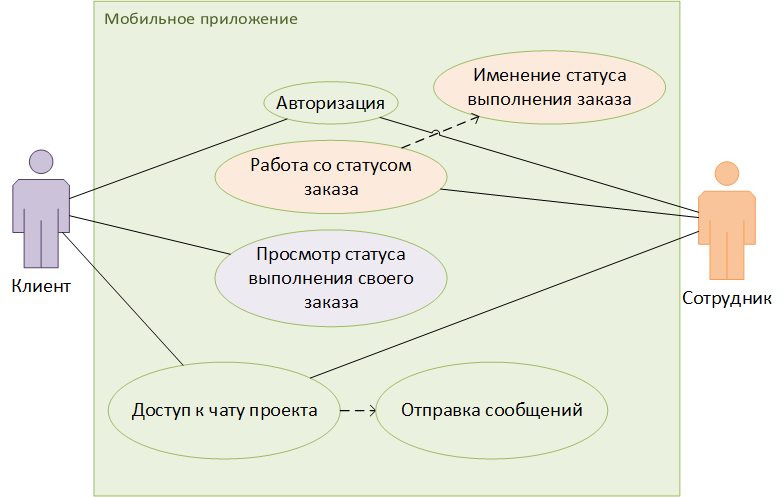 Мобильное приложение
Именение статуса
выполнения заказа
Авторизация
Работа со статусом
заказа
Просмотр статуса
выполнения своего
заказа
Клиент
Сотрудник
Доступ к чату проекта
Отправка сообщений